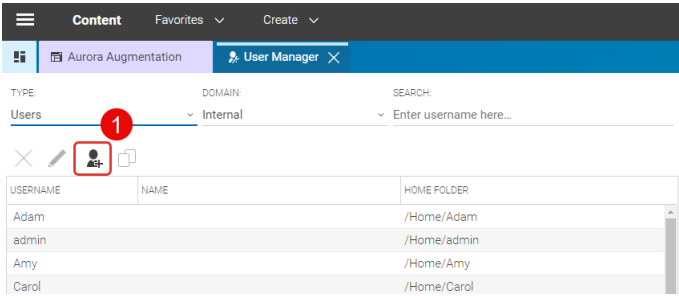 Content Favorites Create
Aurora Augmentation User Manager
TYPE: DOMAIN: SEARCH:
Users Internal Enter username here...
1
USERNAME NAME HOME FOLDER
Adam /Home/Adam
admin /Home/admin
Amy /Home/Amy
Carol /Home/Carol